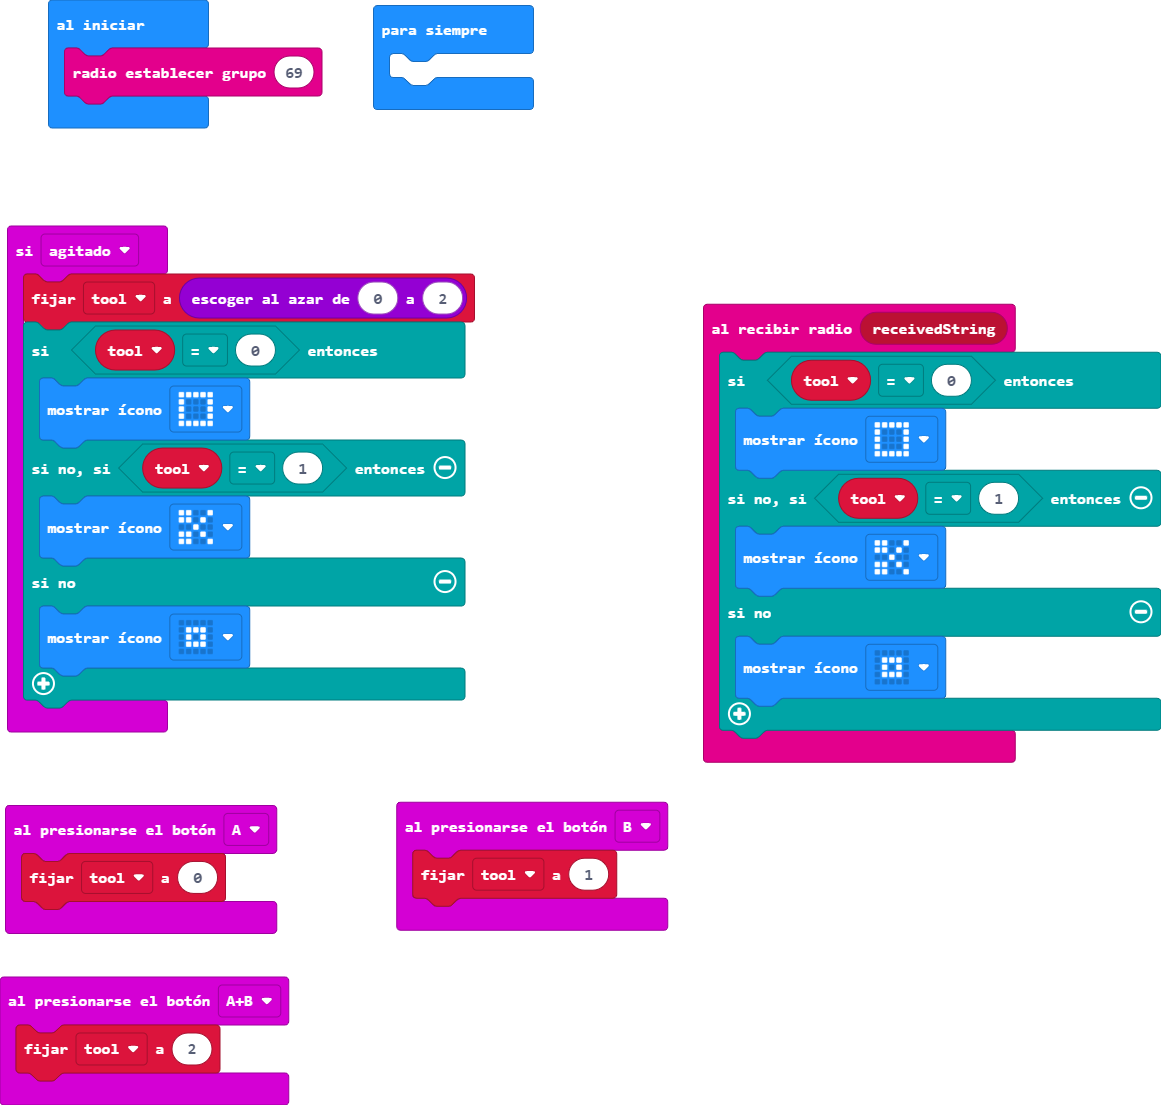 al iniciar
radio establecer grupo 69
para siempre
si agitado
fijar tool a escoger al azar de 0 a 2
si tool = 0 entonces
mostrar ícono
si no, si tool = 1 entonces
mostrar ícono
si no
mostrar ícono
al recibir radio receivedString
si tool = 0 entonces
mostrar ícono
si no, si tool = 1 entonces
mostrar ícono
si no
mostrar ícono
al presionarse el botón A
fijar tool a 0
al presionarse el botón B
fijar tool a 1
al presionarse el botón A+B
fijar tool a 2